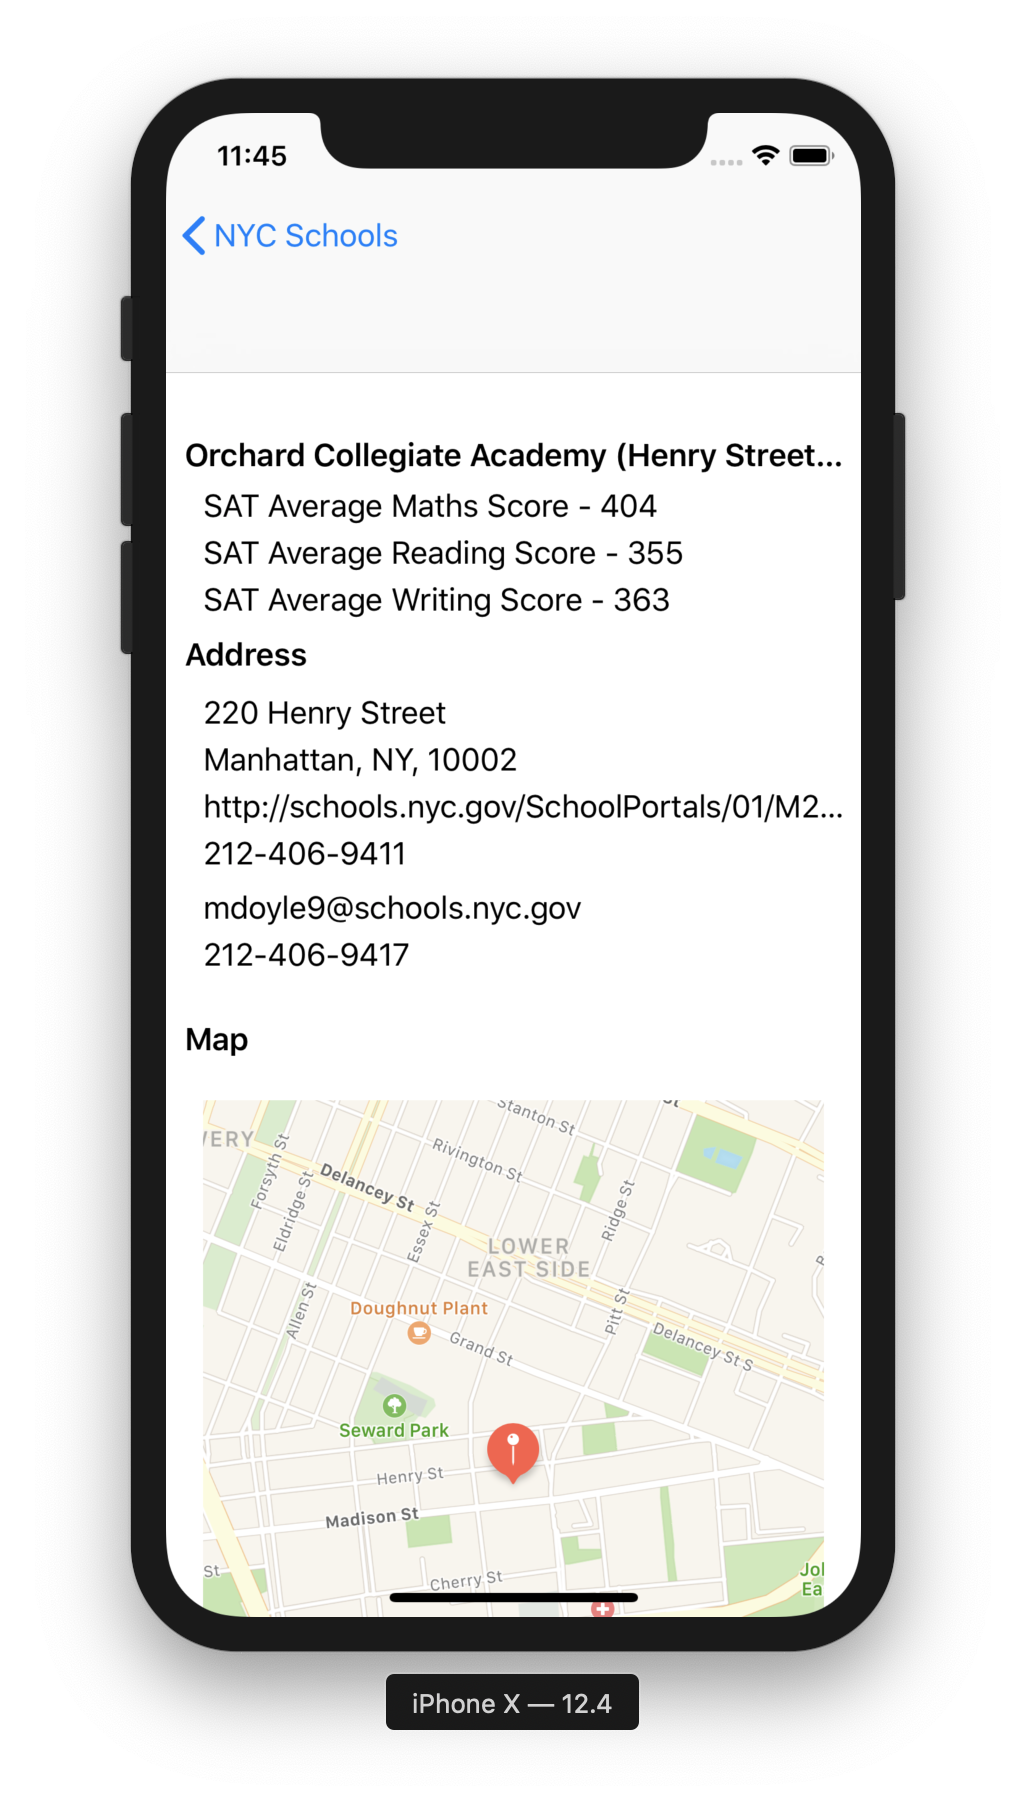 11:45
NYC Schools
Orchard Collegiate Academy (Henry Street...
SAT Average Maths Score - 404
SAT Average Reading Score - 355
SAT Average Writing Score - 363
Address
220 Henry Street
Manhattan, NY, 10002
http://schools.nyc.gov/SchoolPortals/01/M2...
212-406-9411
mdoyle9@schools.nyc.gov
212-406-9417
Map
Stanton St
VERY
Rivington St
Forsyth St
Delancey St
Eldridge St
Essex St
Ridge St
LOWER
EAST SIDE
Allen St
Pitt St
Doughnut Plant
Grand St
Delancey St S
Seward Park
Henry St
Madison St
St
Cherry St
Ea
iPhone X — 12.4